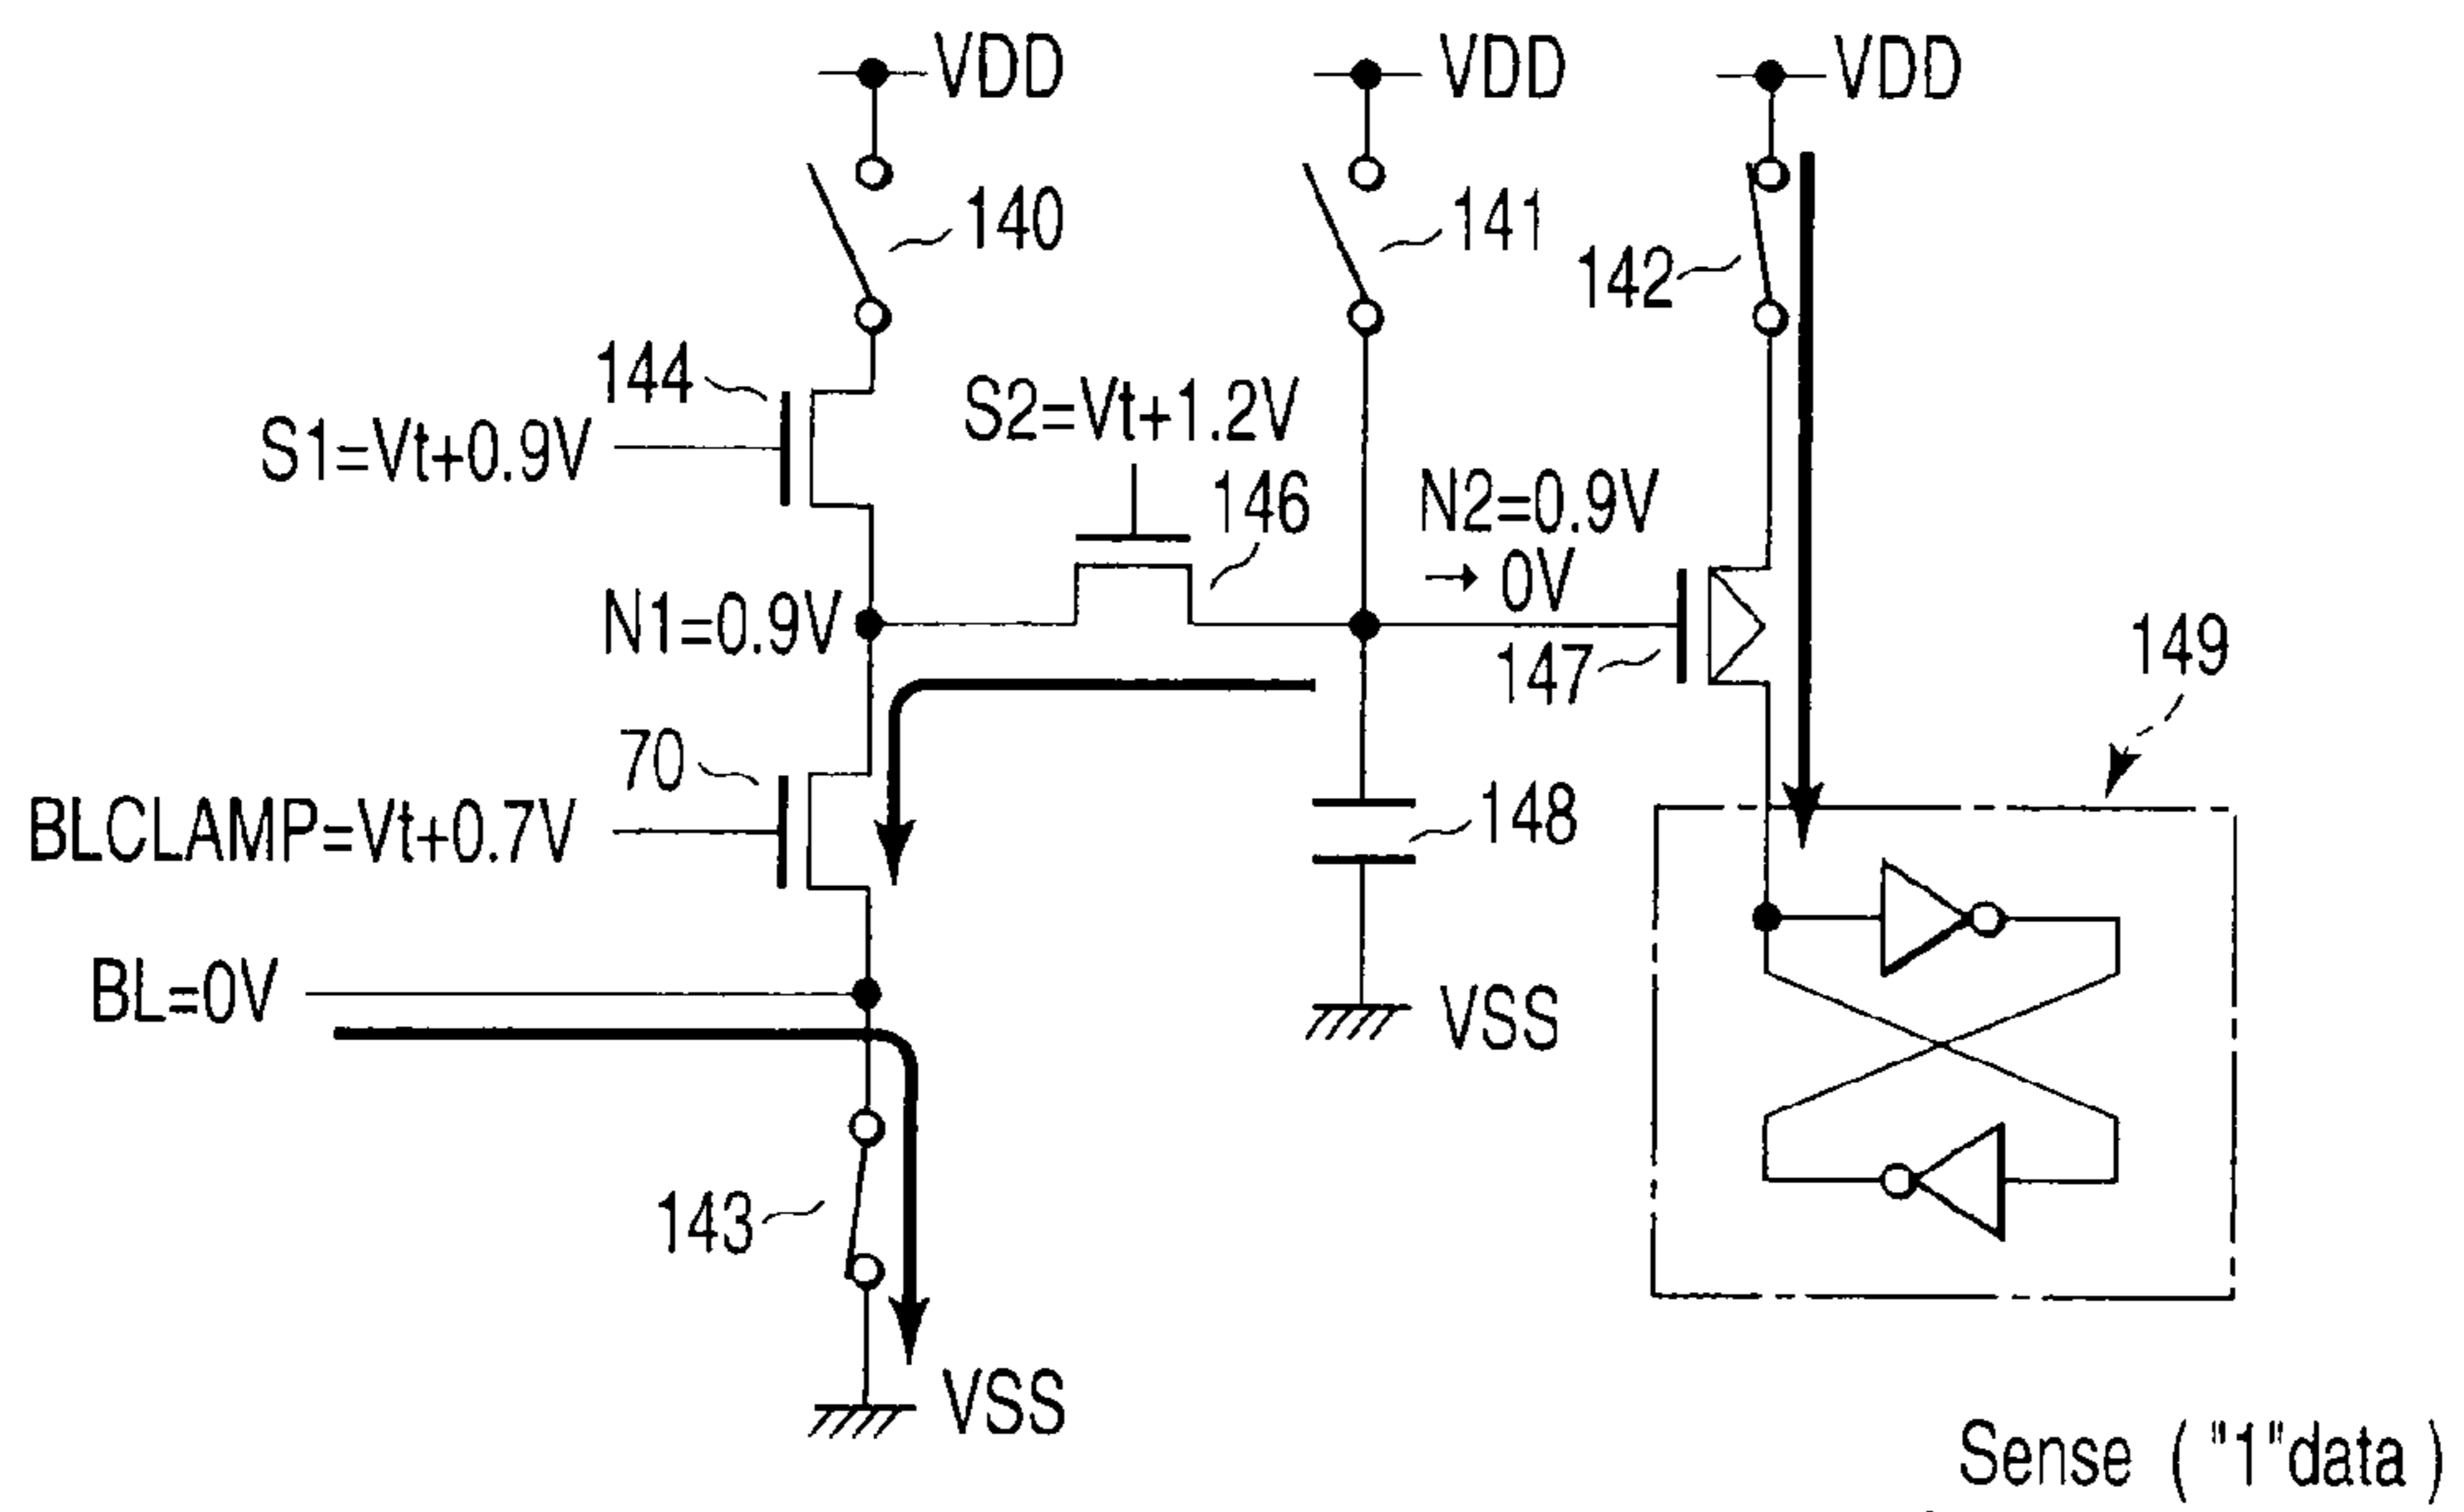 VDD
VDD
VDD
140
141
142
144
S1=Vt+0.9V
S2=Vt+1.2V
146
N2=0.9V
→ 0V
N1=0.9V
147
149
70
BLCLAMP=Vt+0.7V
148
BL=0V
VSS
143
VSS
Sense ( "1"data )